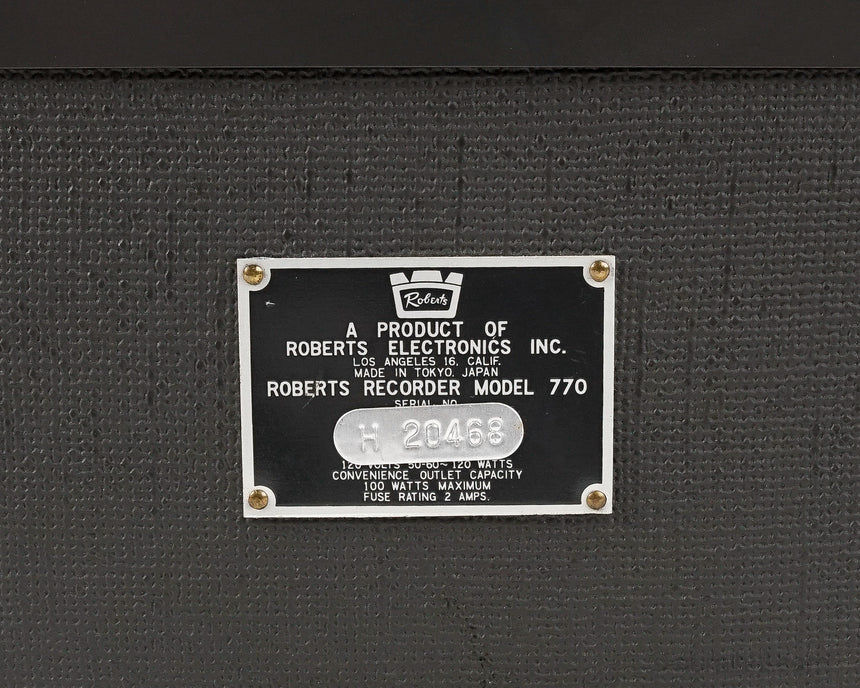 Roberts
A PRODUCT OF
ROBERTS ELECTRONICS INC.
LOS ANGELES 16, CALIF.
MADE IN TOKYO, JAPAN
ROBERTS RECORDER MODEL 770
SERIAL NO.
H 20468
120 VOLTS 50-60~ 120 WATTS
CONVENIENCE OUTLET CAPACITY
100 WATTS MAXIMUM
FUSE RATING 2 AMPS.